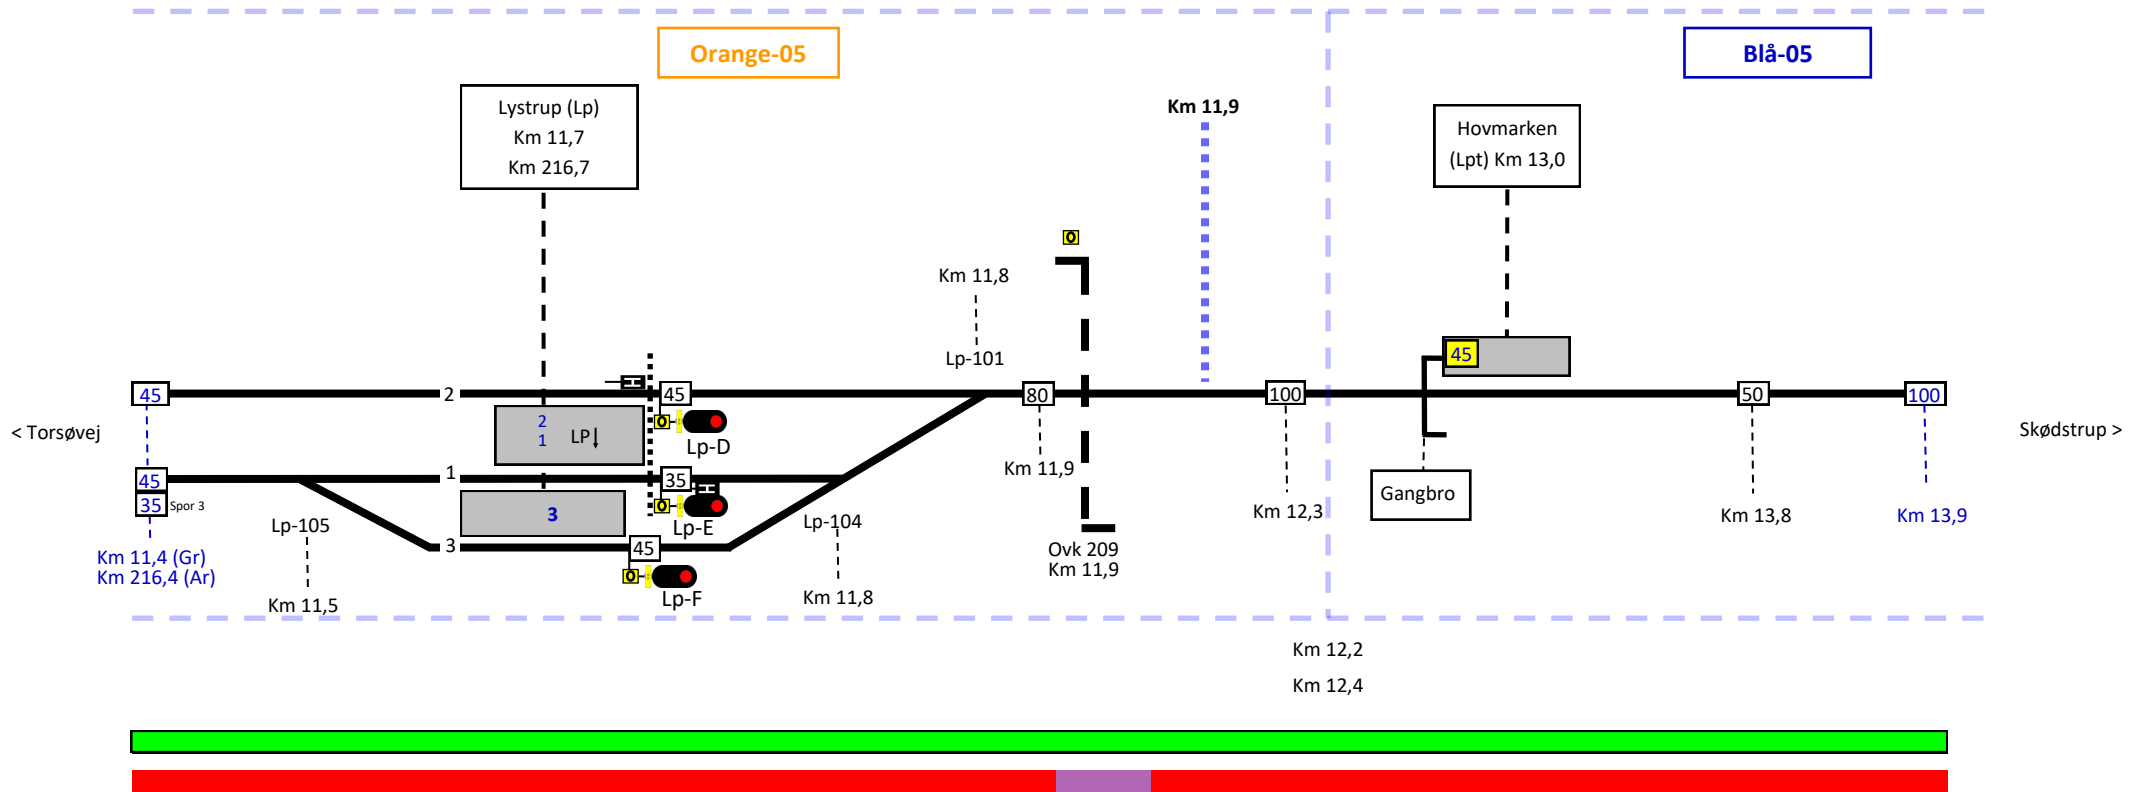 Orange-05
Blå-05
Lystrup (Lp)
Km 11,7
Km 216,7
Km 11,9
Hovmarken
(Lpt) Km 13,0
O
Km 11,8
Lp-101
45
45
2
H
45
80
100
50
100
< Torsøvej
2
1
LP↓
O
Lp-D
Skødstrup >
45
1
35
H
Km 11,9
35
Spor 3
3
O
Lp-E
Lp-104
Km 12,3
Gangbro
Km 13,8
Km 13,9
Lp-105
3
45
Km 11,4 (Gr)
Km 216,4 (Ar)
O
Lp-F
Ovk 209
Km 11,9
Km 11,5
Km 11,8
Km 12,2
Km 12,4